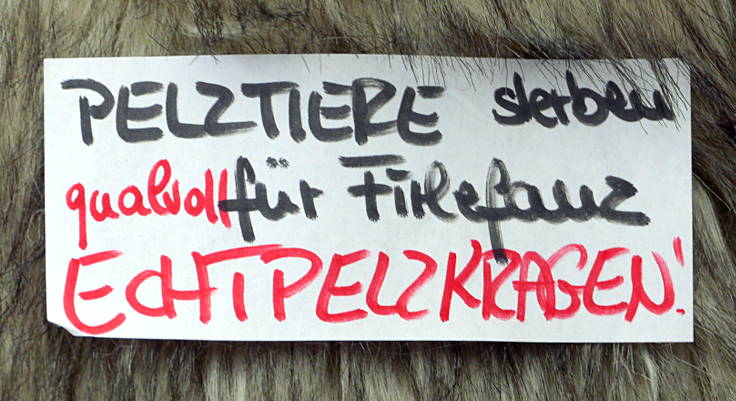 PELZTIERE sterben
qualvoll für Firlefanz
ECHTPELZKRAGEN!